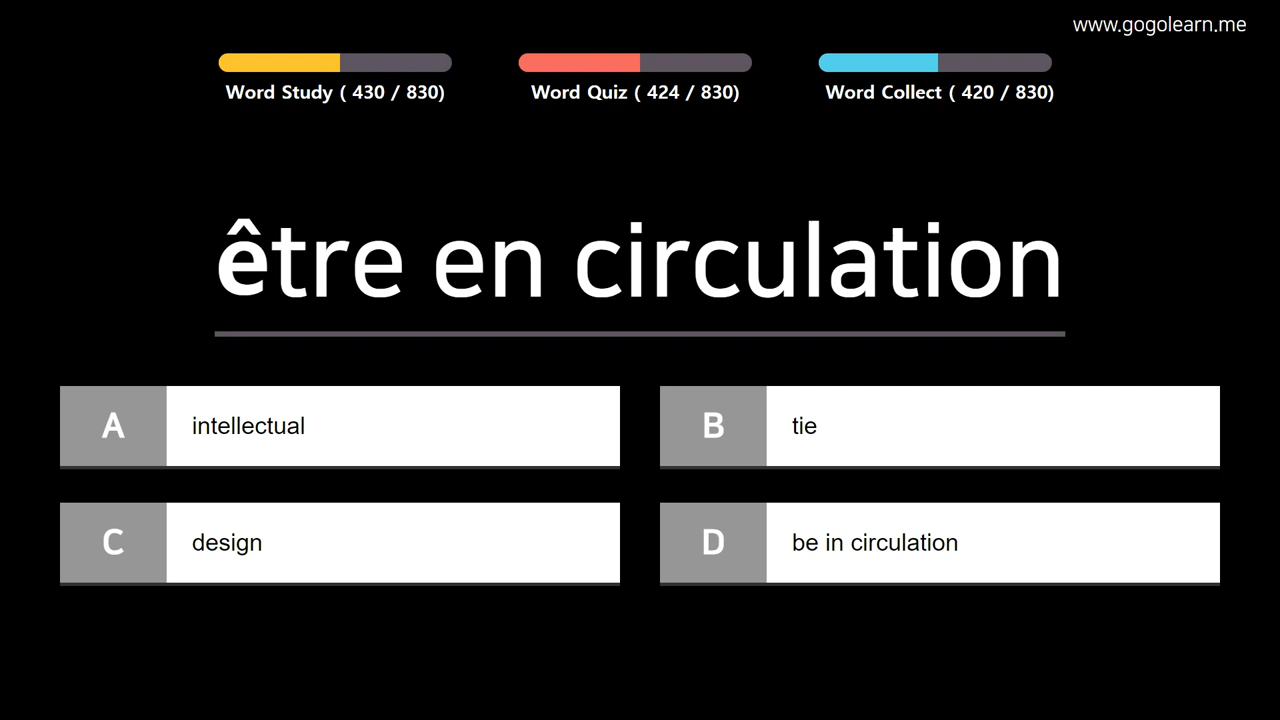 www.gogolearn.me
Word Study ( 430 / 830)
Word Quiz ( 424 / 830)
Word Collect ( 420 / 830)
être en circulation
A intellectual
B tie
C design
D be in circulation